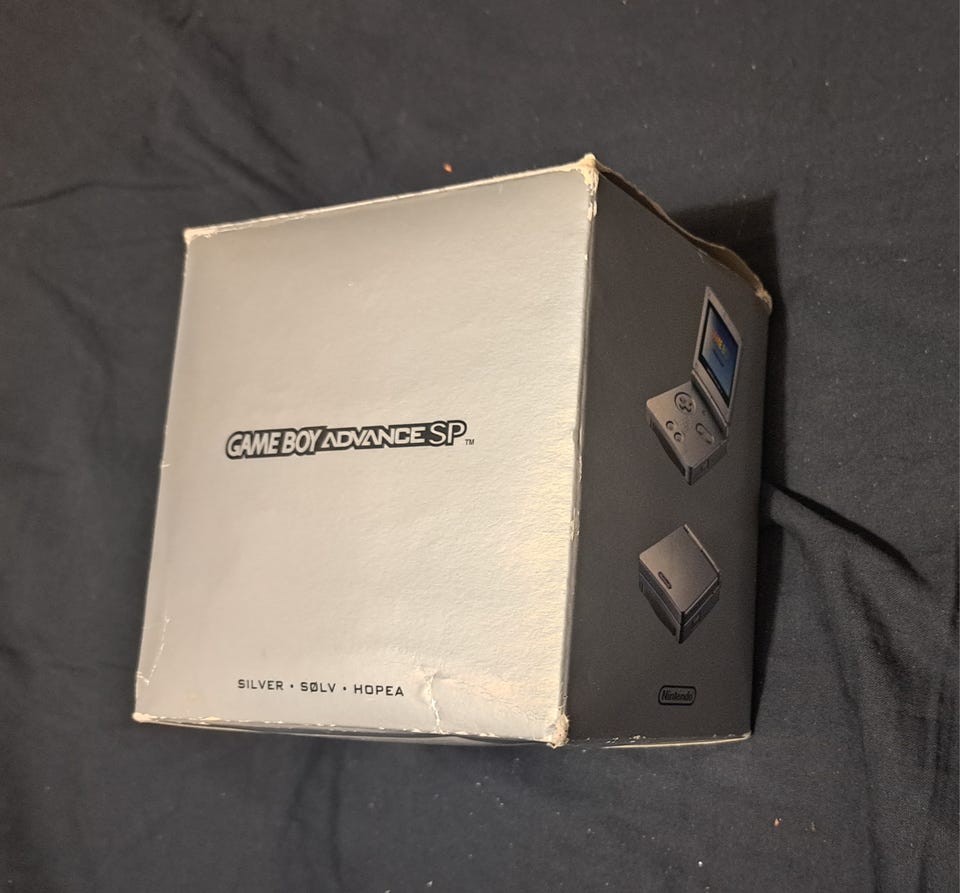 GAME BOY ADVANCE SP™
SILVER • SØLV • HOPEA
Nintendo